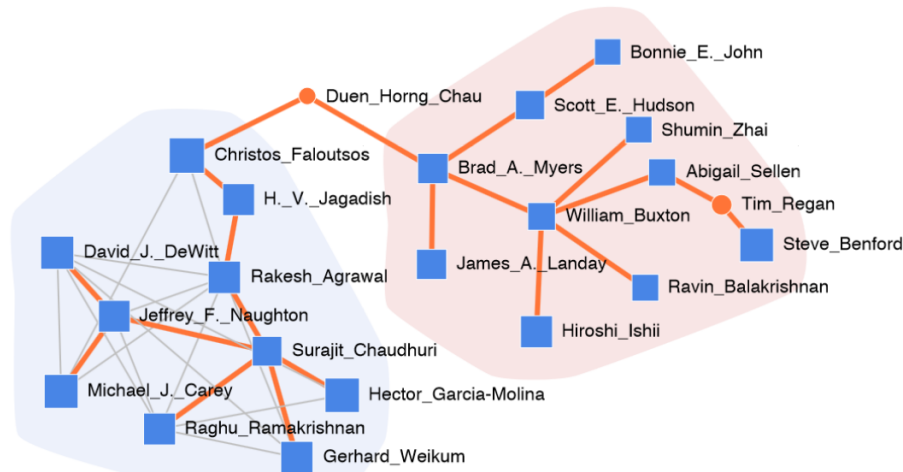 Bonnie_E._John
Duen_Horng_Chau
Scott_E._Hudson
Shumin_Zhai
Christos_Faloutsos
Brad_A._Myers
Abigail_Sellen
H._V._Jagadish
Tim_Regan
William_Buxton
Steve_Benford
David_J._DeWitt
James_A._Landay
Rakesh_Agrawal
Ravin_Balakrishnan
Jeffrey_F._Naughton
Hiroshi_Ishii
Surajit_Chaudhuri
Michael_J._Carey
Hector_Garcia-Molina
Raghu_Ramakrishnan
Gerhard_Weikum